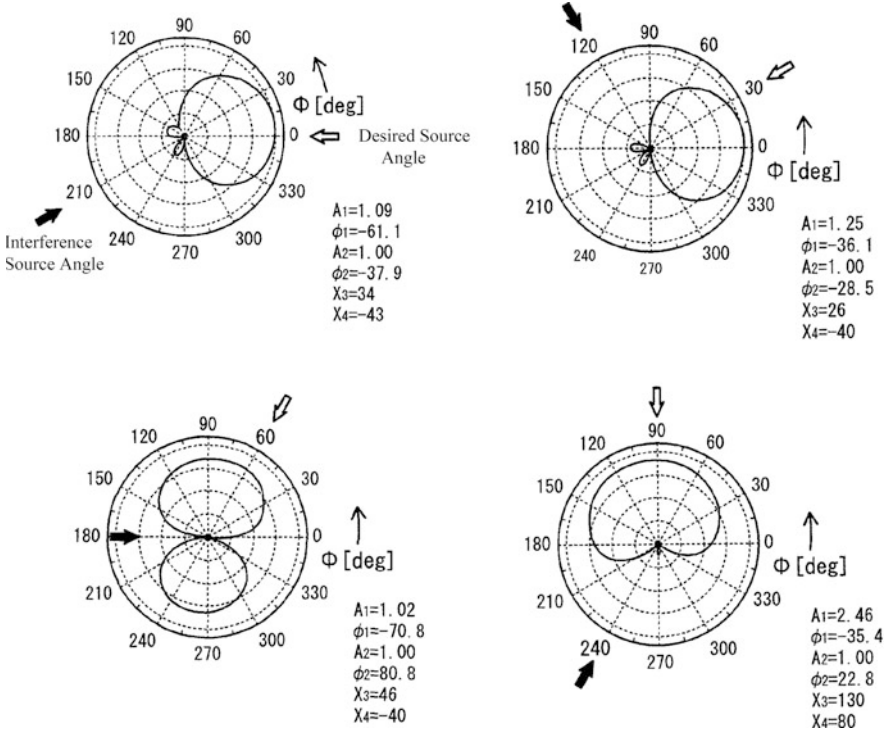 90
120
60
150
30
Φ [deg]
180
0
Desired Source
Angle
210
330
240
300
270
Interference
Source Angle
A1=1.09
ϕ1=-61.1
A2=1.00
ϕ2=-37.9
X3=34
X4=-43
90
120
60
150
30
180
0
Φ [deg]
210
330
240
300
270
A1=1.25
ϕ1=-36.1
A2=1.00
ϕ2=-28.5
X3=26
X4=-40
90
120
60
150
30
180
0
Φ [deg]
210
330
240
300
270
A1=1.02
ϕ1=-70.8
A2=1.00
ϕ2=80.8
X3=46
X4=-40
90
120
60
150
30
180
0
Φ [deg]
210
330
240
300
270
A1=2.46
ϕ1=-35.4
A2=1.00
ϕ2=22.8
X3=130
X4=80